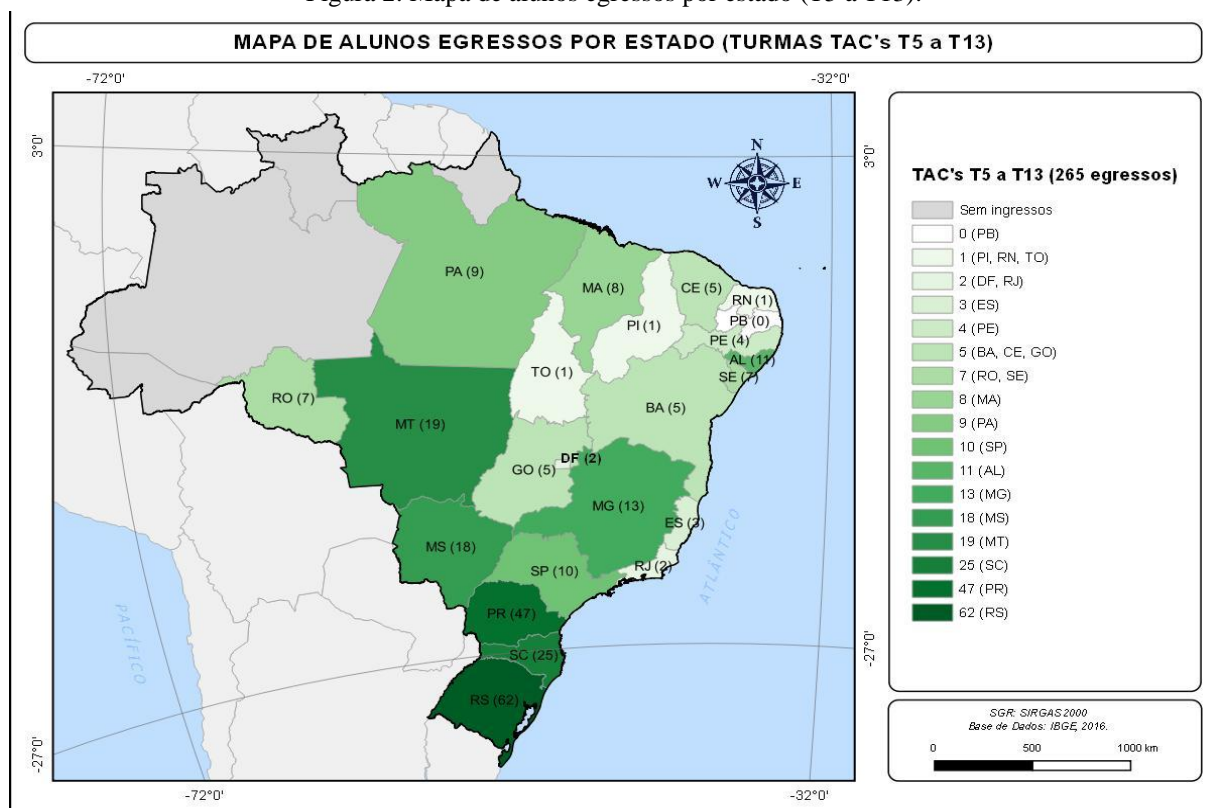 Figura 2: Mapa de alunos egressos por estado (T5 a T13).
MAPA DE ALUNOS EGRESSOS POR ESTADO (TURMAS TAC's T5 a T13)
-72°0'
-32°0'
3°0'
3°0'
N
W
E
S
PA (9)
MA (8)
CE (5)
RN (1)
PB (0)
PI (1)
PE (4)
AL (11)
SE (7)
TO (1)
BA (5)
RO (7)
MT (19)
GO (5)
DF (2)
MG (13)
ES (3)
MS (18)
SP (10)
RJ (2)
PR (47)
SC (25)
RS (62)
ATLÂNTICO
PACÍFICO
-27°0'
-27°0'
-72°0'
-32°0'
TAC's T5 a T13 (265 egressos)
Sem ingressos
0 (PB)
1 (PI, RN, TO)
2 (DF, RJ)
3 (ES)
4 (PE)
5 (BA, CE, GO)
7 (RO, SE)
8 (MA)
9 (PA)
10 (SP)
11 (AL)
13 (MG)
18 (MS)
19 (MT)
25 (SC)
47 (PR)
62 (RS)
SGR: SIRGAS2000
Base de Dados: IBGE, 2016.
0 500 1000 km